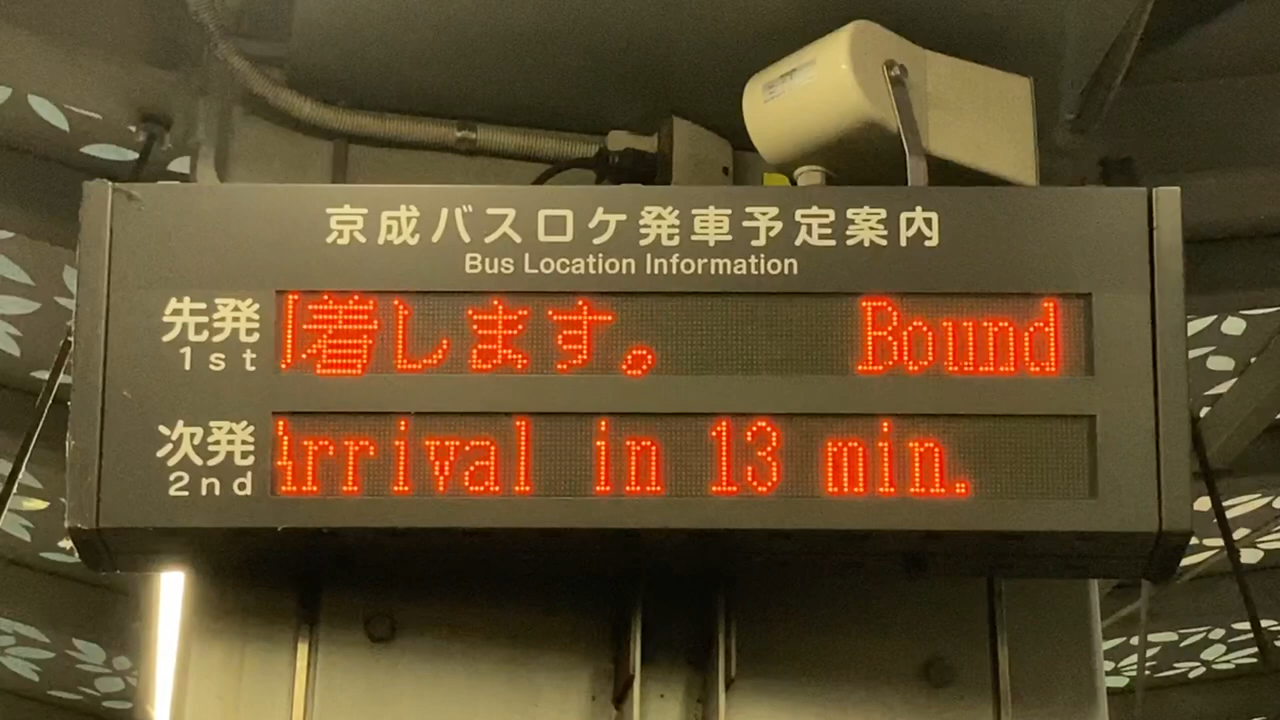 京成バスロケ発車予定案内
Bus Location Information
先発 着します。 Bound
1st
次発 Arrival in 13 min.
2nd